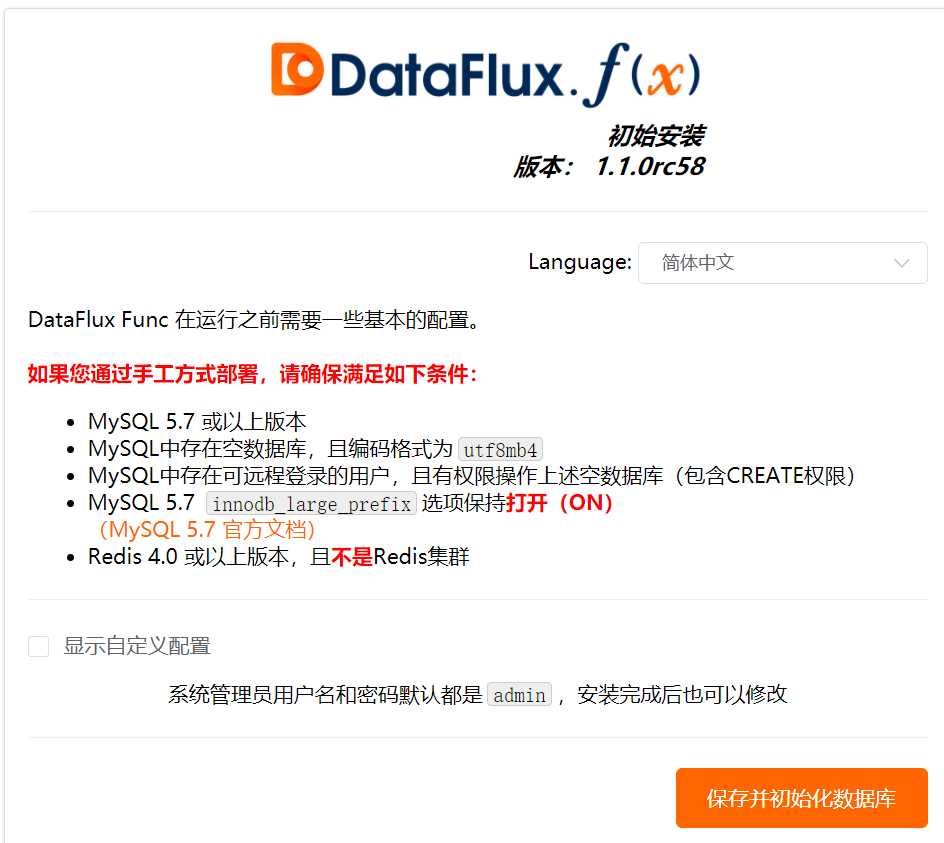 DataFlux.f(x)
初始安装
版本： 1.1.0rc58
Language: 简体中文
DataFlux Func 在运行之前需要一些基本的配置。
如果您通过手工方式部署，请确保满足如下条件：
MySQL 5.7 或以上版本
MySQL中存在空数据库，且编码格式为 utf8mb4
MySQL中存在可远程登录的用户，且有权限操作上述空数据库（包含CREATE权限）
MySQL 5.7 innodb_large_prefix 选项保持打开（ON）
（MySQL 5.7 官方文档）
Redis 4.0 或以上版本，且不是Redis集群
显示自定义配置
系统管理员用户名和密码默认都是 admin ，安装完成后也可以修改
保存并初始化数据库